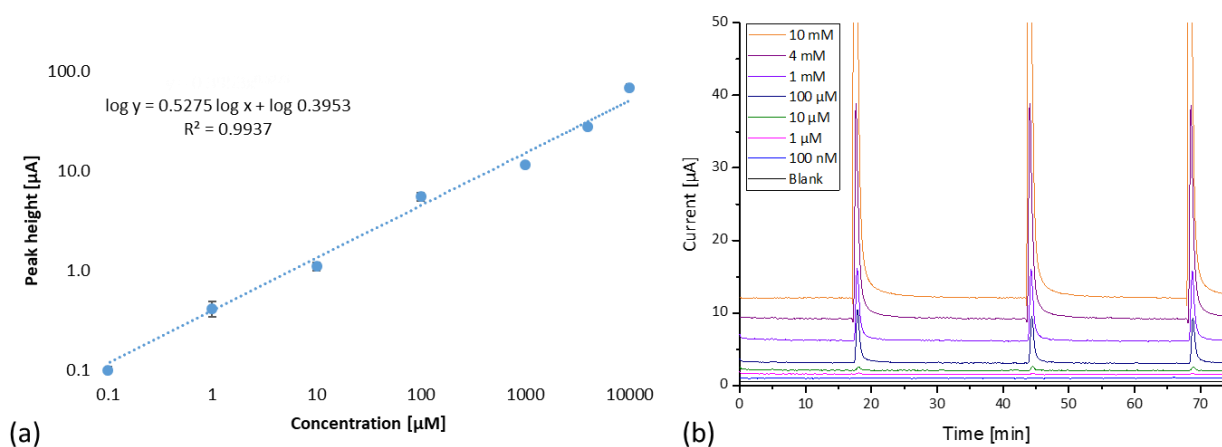 100.0
10.0
1.0
0.1
Peak height [µA]
log y = 0.5275 log x + log 0.3953
R² = 0.9937
0.1 1 10 100 1000 10000
Concentration [µM]
(a)
50
40
30
20
10
0
Current [µA]
10 mM
4 mM
1 mM
100 µM
10 µM
1 µM
100 nM
Blank
0 10 20 30 40 50 60 70
Time [min]
(b)